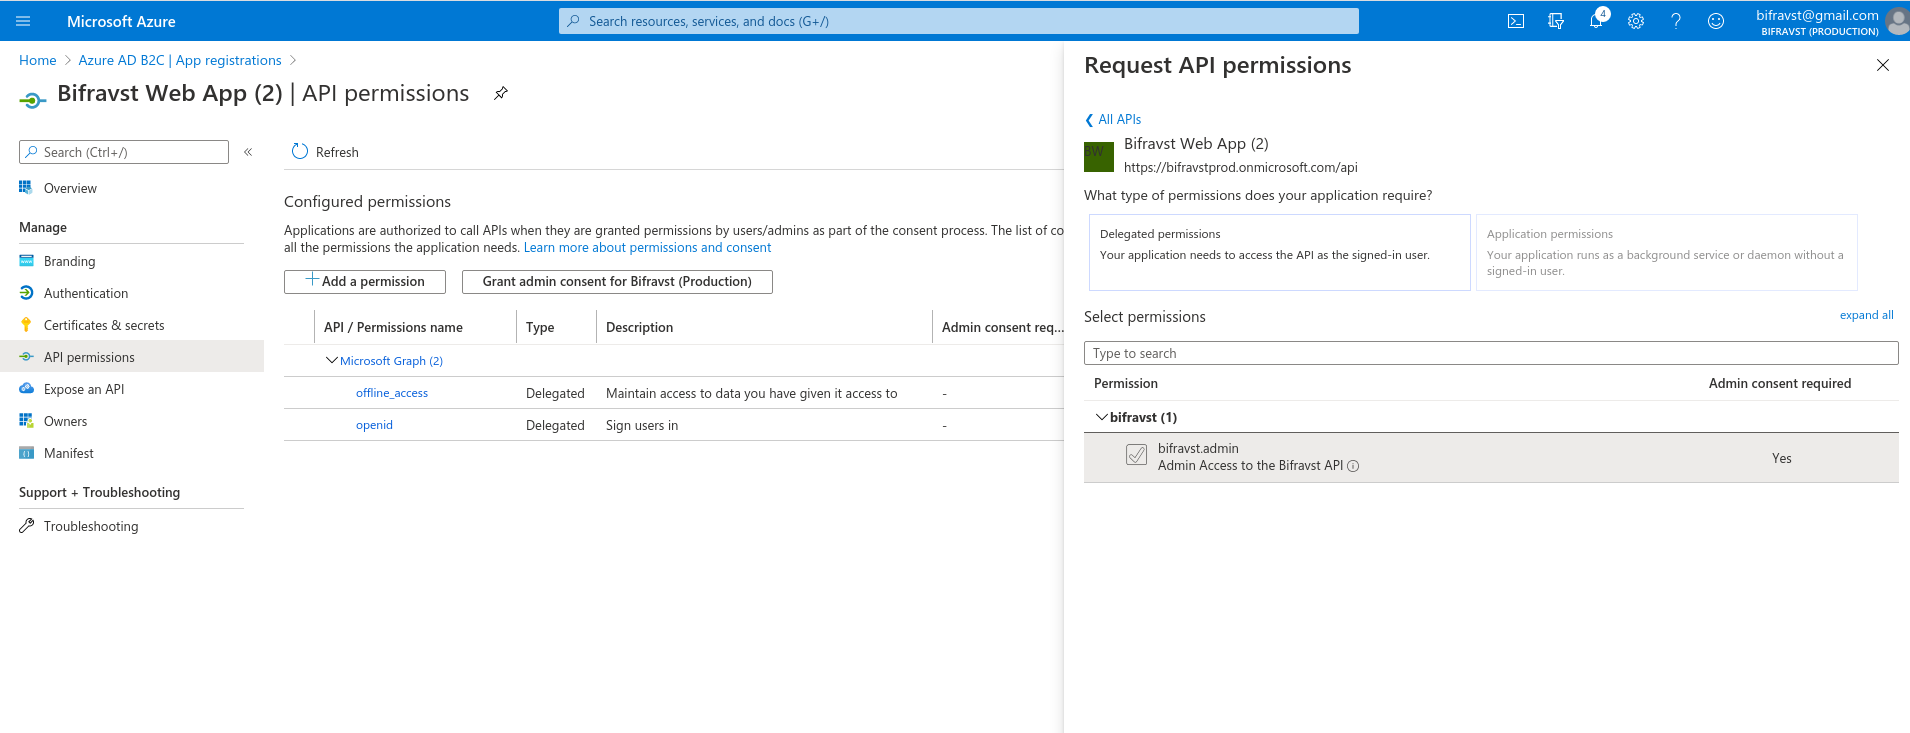 Microsoft Azure
Search resources, services, and docs (G+/)
4
bifravst@gmail.com
BIFRAVST (PRODUCTION)
Home > Azure AD B2C | App registrations >
Bifravst Web App (2) | API permissions
Search (Ctrl+/)
«
Overview
Manage
Branding
Authentication
Certificates & secrets
API permissions
Expose an API
Owners
Manifest
Support + Troubleshooting
Troubleshooting
Refresh
Configured permissions
Applications are authorized to call APIs when they are granted permissions by users/admins as part of the consent process. The list of co
all the permissions the application needs. Learn more about permissions and consent
Add a permission
Grant admin consent for Bifravst (Production)
API / Permissions name Type Description Admin consent req...
Microsoft Graph (2)
offline_access Delegated Maintain access to data you have given it access to -
openid Delegated Sign users in -
Request API permissions
All APIs
BW
Bifravst Web App (2)
https://bifravstprod.onmicrosoft.com/api
What type of permissions does your application require?
Delegated permissions
Your application needs to access the API as the signed-in user.
Application permissions
Your application runs as a background service or daemon without a
signed-in user.
Select permissions
expand all
Type to search
Permission Admin consent required
bifravst (1)
bifravst.admin
Admin Access to the Bifravst API
Yes